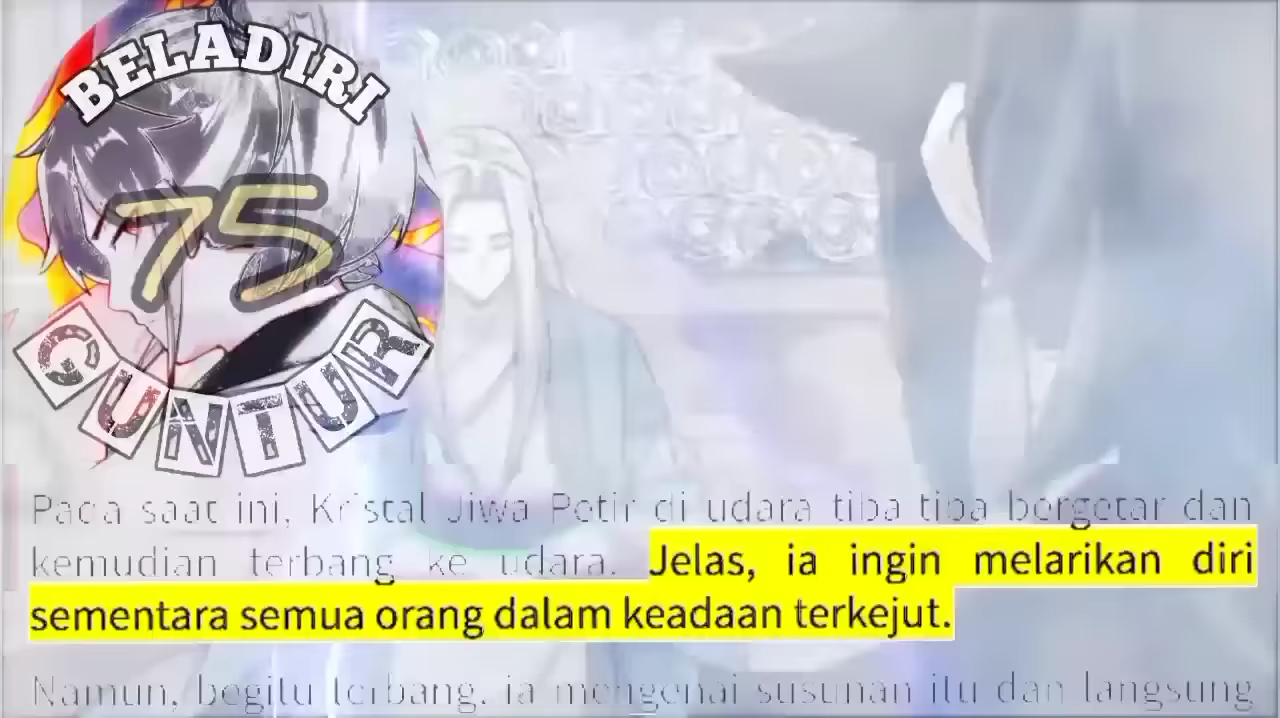 BELADIRI
75
GUNTUR
Pada saat ini, Kristal Jiwa Petir di udara tiba tiba bergetar dan
kemudian terbang ke udara. Jelas, ia ingin melarikan diri
sementara semua orang dalam keadaan terkejut.
Namun, begitu terbang, ia mengenai susunan itu dan langsung